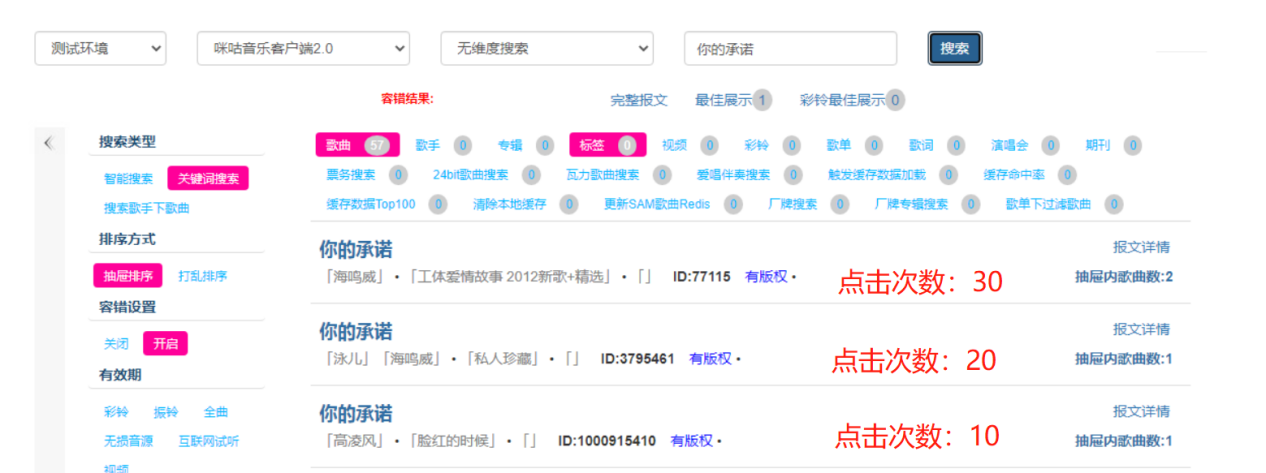 测试环境 咪咕音乐客户端2.0 无维度搜索 你的承诺 搜索
容错结果: 完整报文 最佳展示 1 彩铃最佳展示 0
搜索类型
智能搜索 关键词搜索
搜索歌手下歌曲
排序方式
抽屉排序 打乱排序
容错设置
关闭 开启
有效期
彩铃 振铃 全曲
无损音源 互联网试听
视频
歌曲 57 歌手 0 专辑 0 标签 0 视频 0 彩铃 0 歌单 0 歌词 0 演唱会 0 期刊 0
票务搜索 0 24bit歌曲搜索 0 瓦力歌曲搜索 0 爱唱伴奏搜索 0 触发缓存数据加载 0 缓存命中率 0
缓存数据Top100 0 清除本地缓存 0 更新SAM歌曲Redis 0 厂牌搜索 0 厂牌专辑搜索 0 歌单下过滤歌曲 0
你的承诺 报文详情
「海鸣威」・「工体爱情故事 2012新歌+精选」・「」 ID:77115 有版权・ 点击次数：30 抽屉内歌曲数:2
你的承诺 报文详情
「泳儿」「海鸣威」・「私人珍藏」・「」 ID:3795461 有版权・ 点击次数：20 抽屉内歌曲数:1
你的承诺 报文详情
「高凌风」・「脸红的时候」・「」 ID:1000915410 有版权・ 点击次数：10 抽屉内歌曲数:1